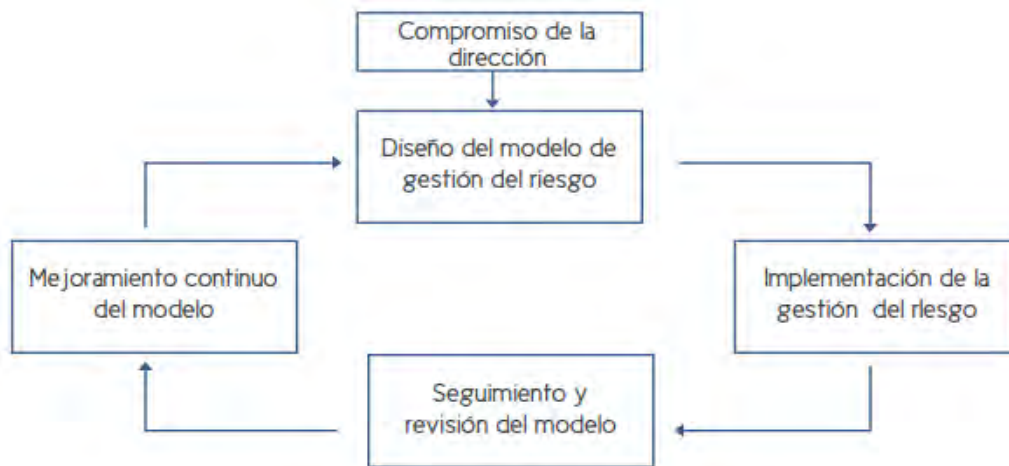 Compromiso de la
dirección
Diseño del modelo de
gestión del riesgo
Mejoramiento continuo
del modelo
Implementación de la
gestión del riesgo
Seguimiento y
revisión del modelo